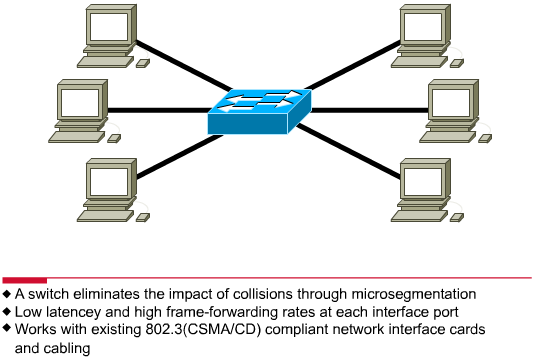 A switch eliminates the impact of collisions through microsegmentation
Low latencey and high frame-forwarding rates at each interface port
Works with existing 802.3(CSMA/CD) compliant network interface cards
and cabling